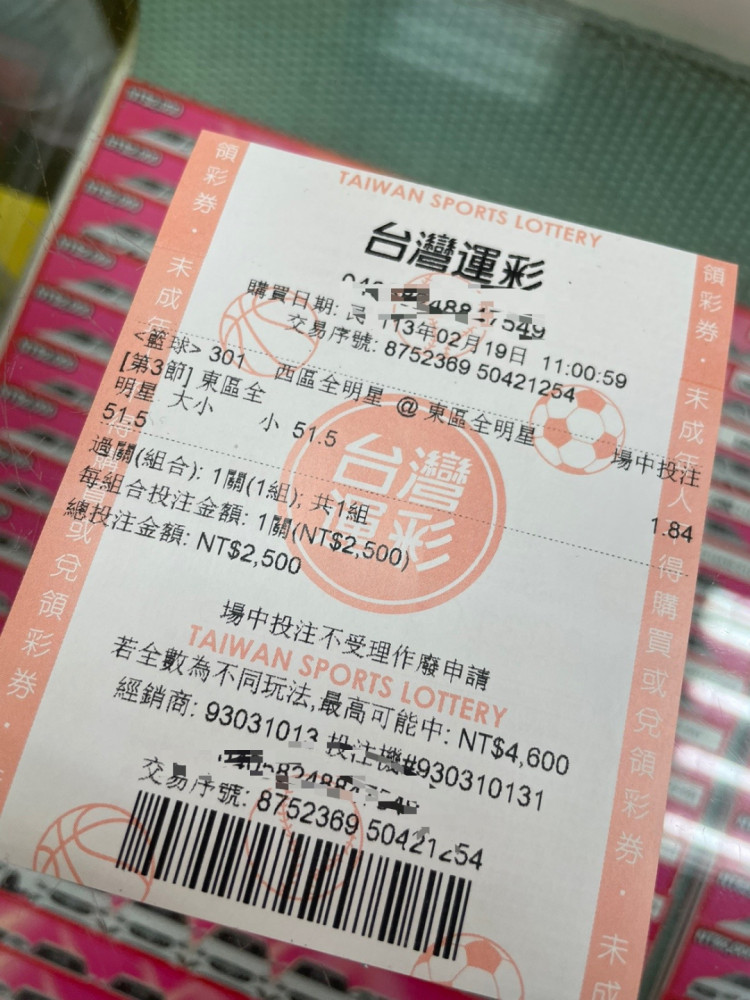 TAIWAN SPORTS LOTTERY
台灣運彩
購買日期: 民 113年02月19日 11:00:59
交易序號: 8752369 50421254
<籃球> 301 西區全明星 @ 東區全明星 場中投注
[第3節] 東區全
明星 大小 小 51.5 1.84
51.5
過關(組合): 1關(1組); 共1組
每組合投注金額: 1關(NT$2,500)
總投注金額: NT$2,500
台灣
運彩
場中投注不受理作廢申請
TAIWAN SPORTS LOTTERY
若全數為不同玩法,最高可能中: NT$4,600
經銷商: 93031013 投注機#930310131
交易序號: 8752369 50421254
領彩券 · 未成年
得購買或兌領彩券 ·
領彩券 · 未成年人 得購買或兌領彩券 · 未成